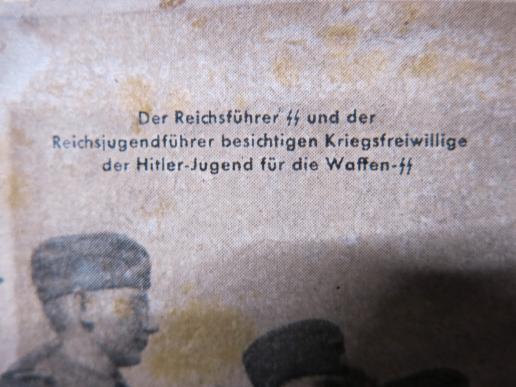 Der Reichsführer ᛋᛋ und der
Reichsjugendführer besichtigen Kriegsfreiwillige
der Hitler-Jugend für die Waffen-ᛋᛋ